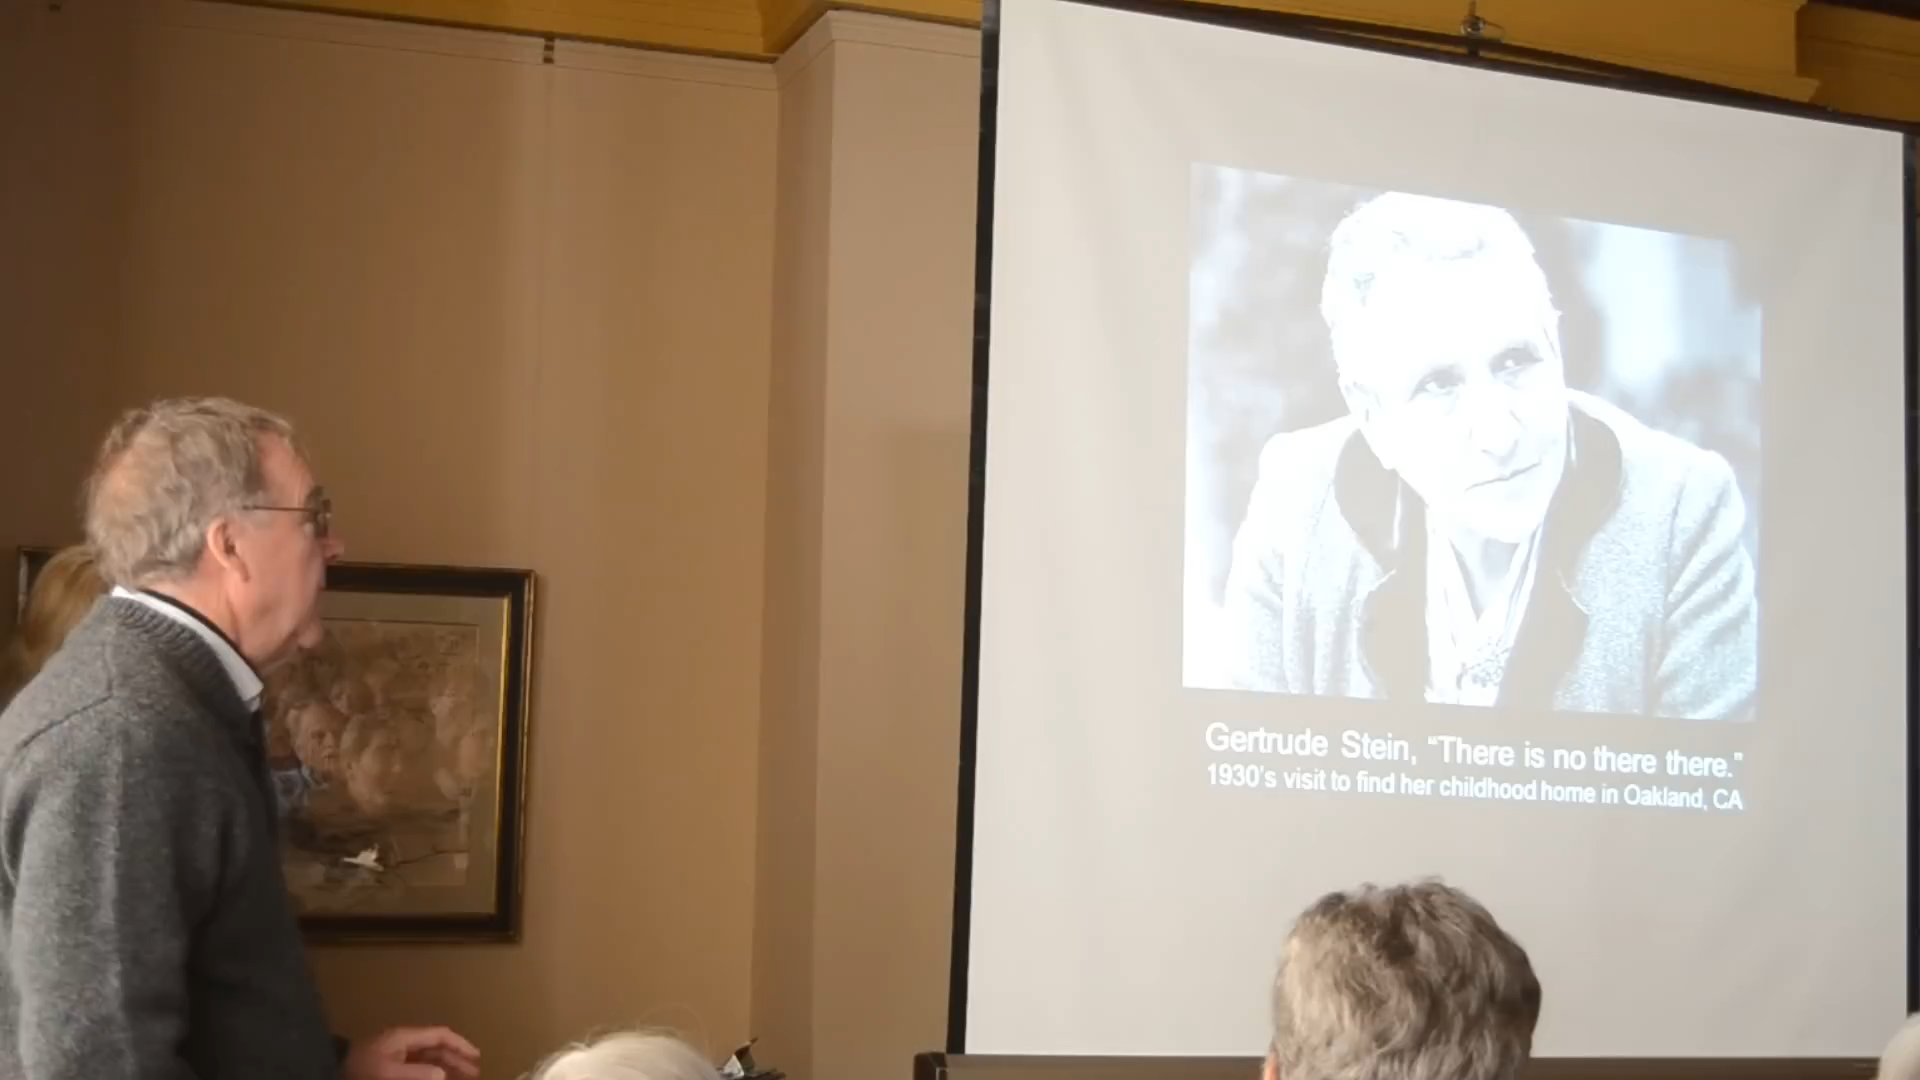 Gertrude Stein, “There is no there there.”
1930's visit to find her childhood home in Oakland, CA